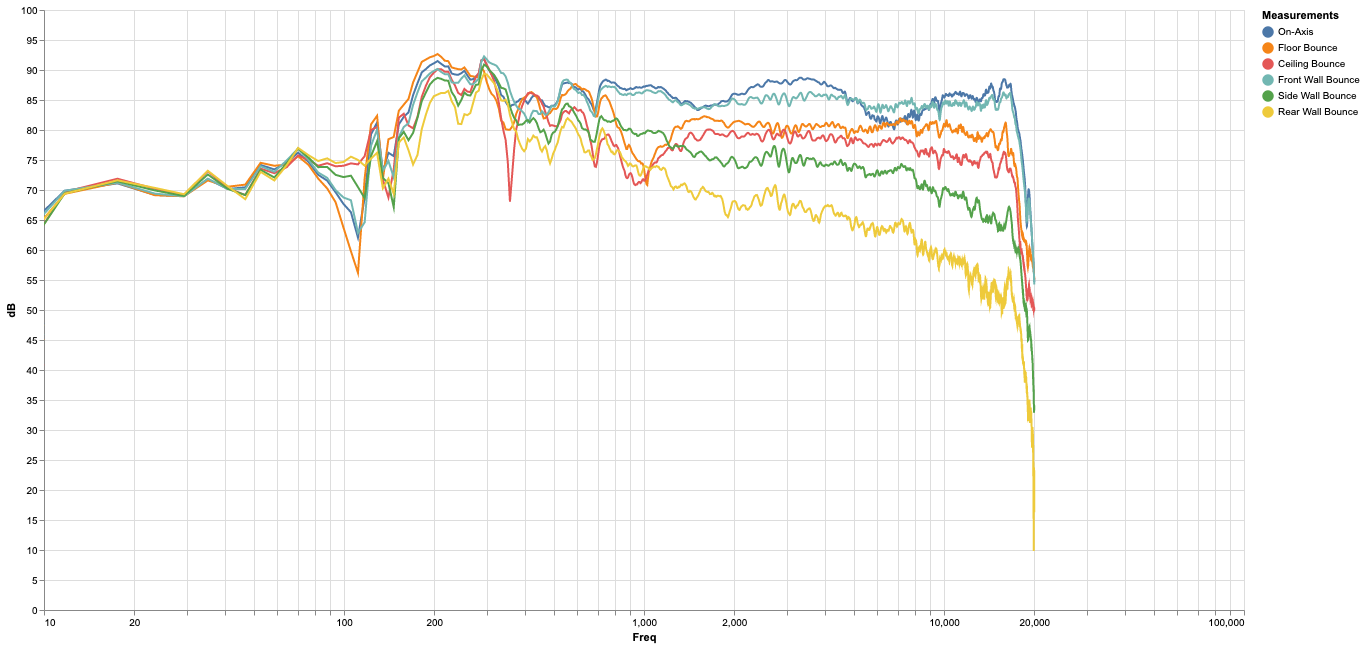 Measurements
On-Axis
Floor Bounce
Ceiling Bounce
Front Wall Bounce
Side Wall Bounce
Rear Wall Bounce
100
95
90
85
80
75
70
65
60
55
50
45
40
35
30
25
20
15
10
5
0
dB
10 20 100 200 1,000 2,000 10,000 20,000 100,000
Freq